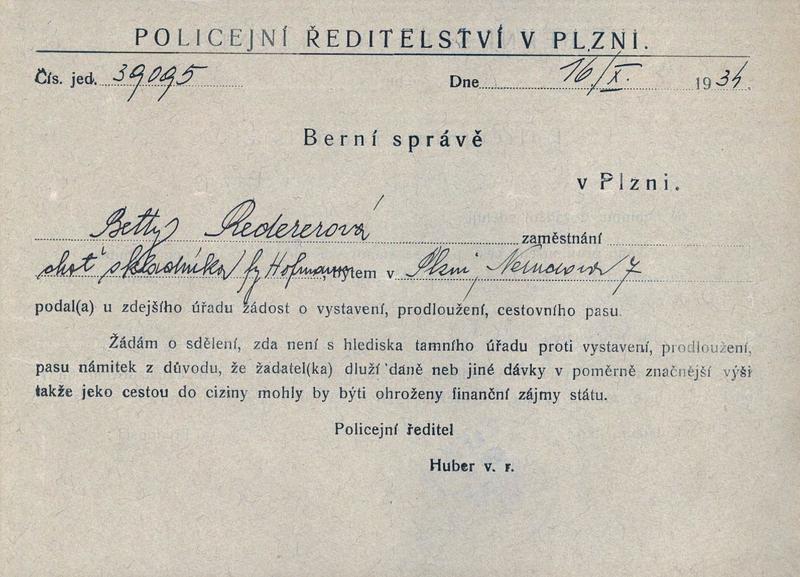 POLICEJNÍ ŘEDITELSTVÍ V PLZNI.
Čís. jed. 39095 Dne 16/X. 1934.
Berní správě
v Plzni.
Betty Redererová zaměstnání
choť skladníka fy Hofmann, bytem v Plzni, Nerudova 7
podal(a) u zdejšího úřadu žádost o vystavení, prodloužení, cestovního pasu.
Žádám o sdělení, zda není s hlediska tamního úřadu proti vystavení, prodloužení,
pasu námitek z důvodu, že žadatel(ka) dluží daně neb jiné dávky v poměrně značnější výši
takže jeko cestou do ciziny mohly by býti ohroženy finanční zájmy státu.
Policejní ředitel
Huber v. r.